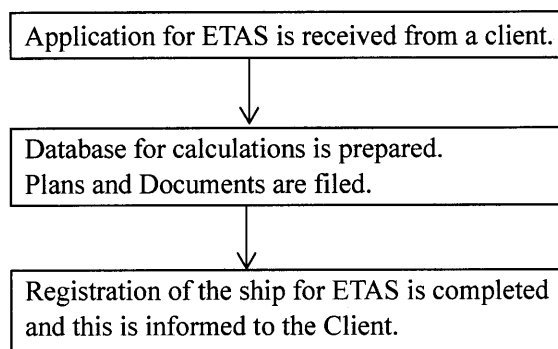 Application for ETAS is received from a client.
Database for calculations is prepared.
Plans and Documents are filed.
Registration of the ship for ETAS is completed
and this is informed to the Client.